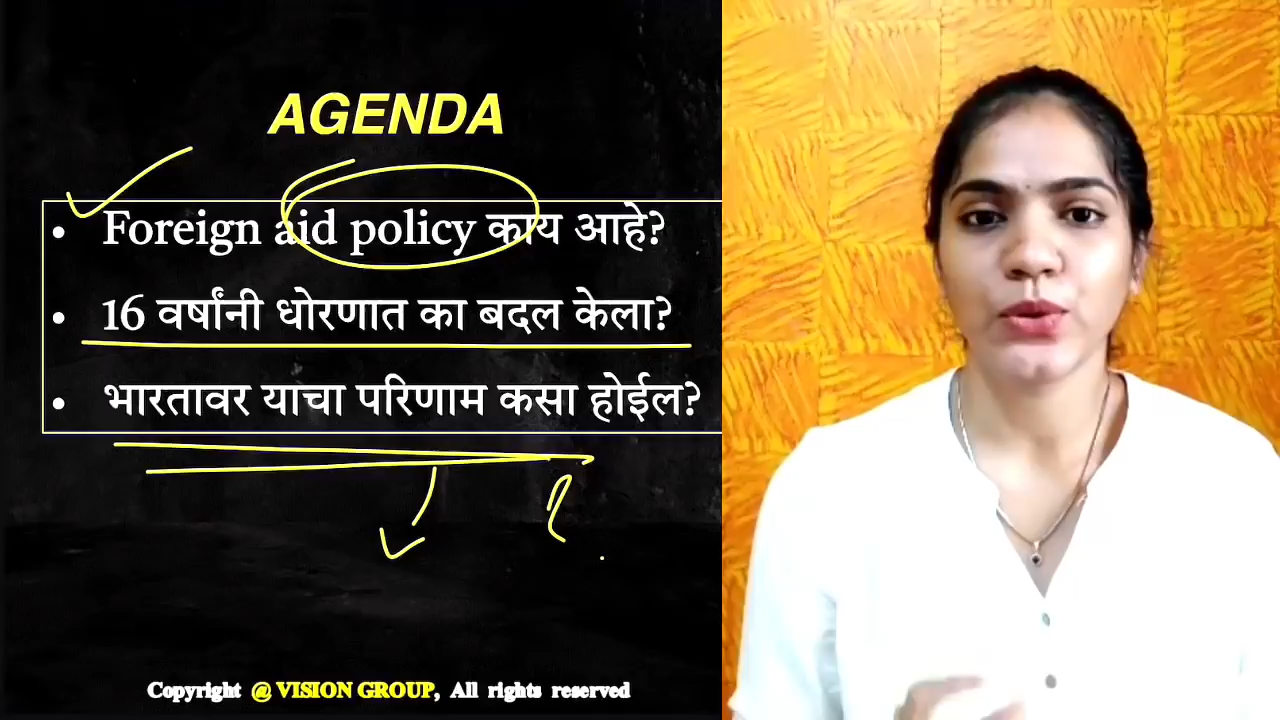 AGENDA
• Foreign aid policy काय आहे?
• 16 वर्षांनी धोरणात का बदल केला?
• भारतावर याचा परिणाम कसा होईल?
?
Copyright @ VISION GROUP, All rights reserved